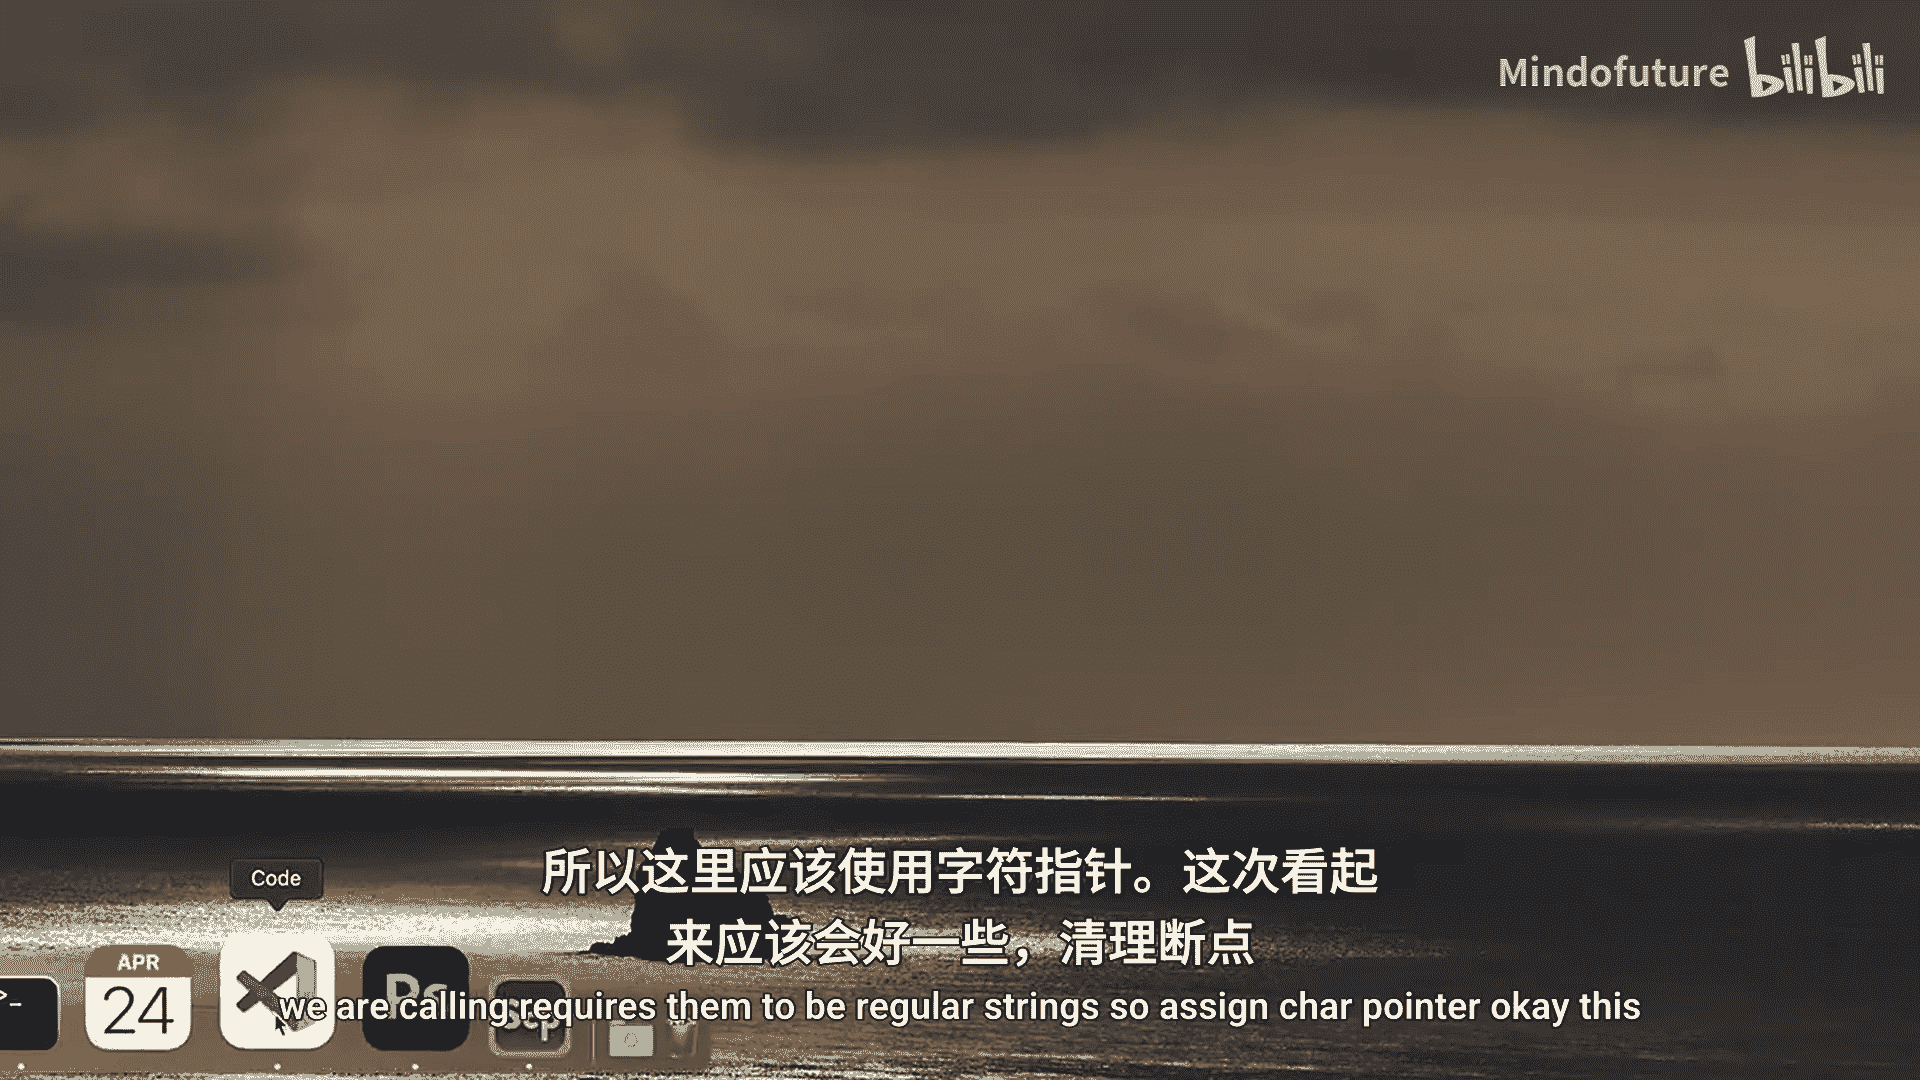 Mindofuture bilibili
Code
所以这里应该使用字符指针。这次看起
来应该会好一些，清理断点
APR
24
>_
Ps
we are calling requires them to be regular strings so assign char pointer okay this